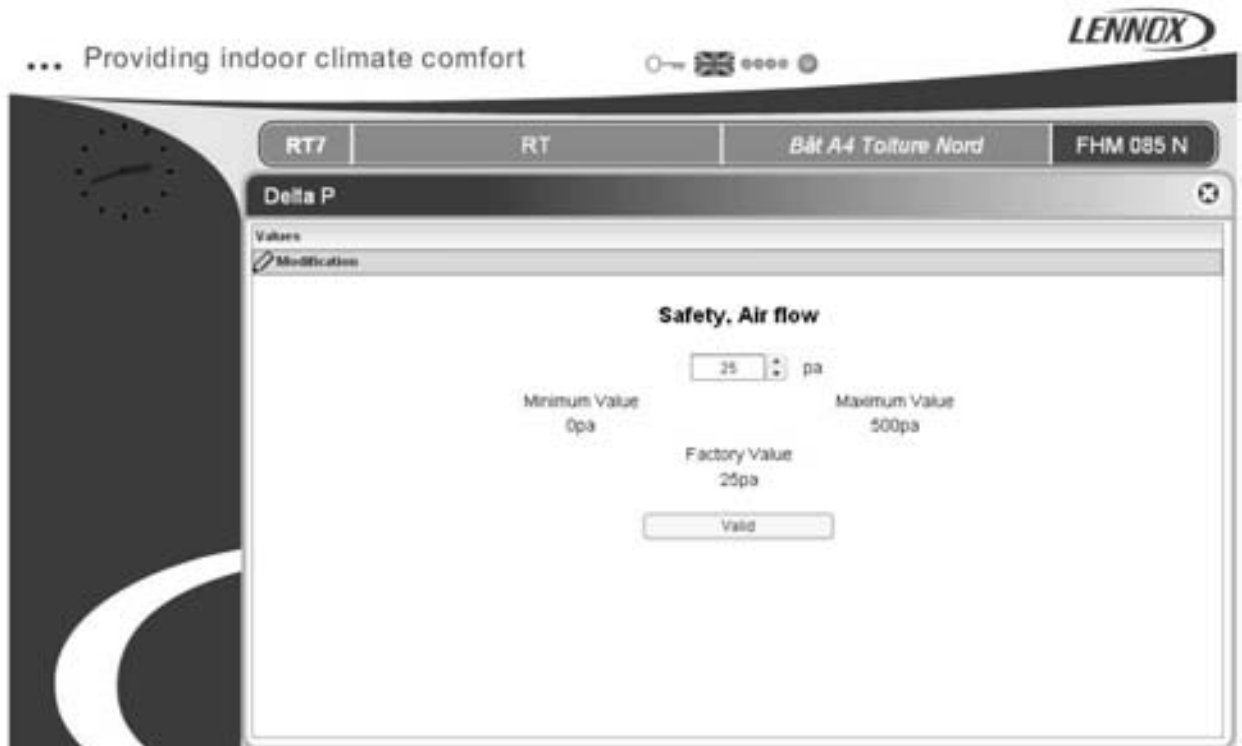 LENNOX
... Providing indoor climate comfort
RT7 RT Bât A4 Toiture Nord FHM 085 N
Delta P
Values
Modification
Safety, Air flow
25 pa
Minimum Value Maximum Value
0pa 500pa
Factory Value
25pa
Valid